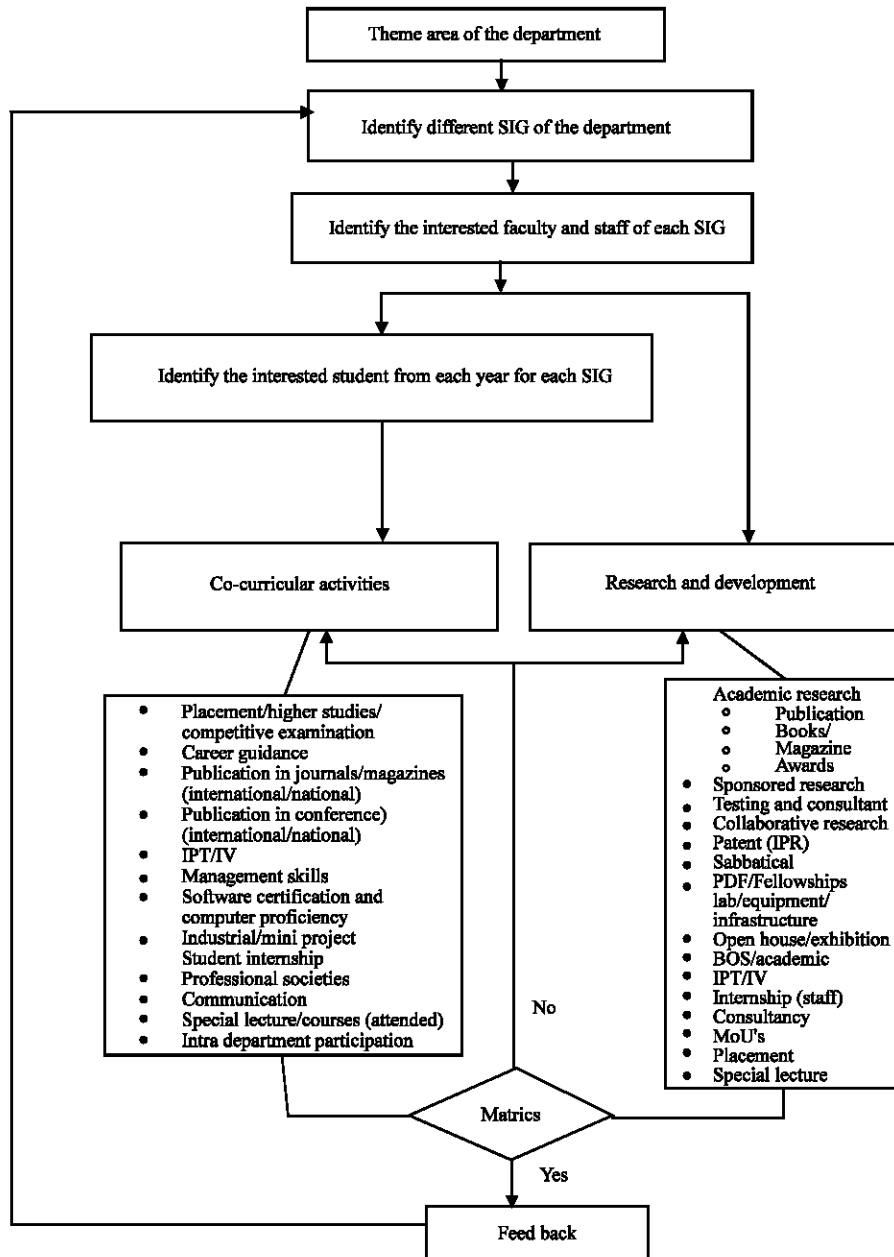 Theme area of the department
Identify different SIG of the department
Identify the interested faculty and staff of each SIG
Identify the interested student from each year for each SIG
Co-curricular activities
Research and development
• Placement/higher studies/
competitive examination
• Career guidance
• Publication in journals/magazines
(international/national)
• Publication in conference)
(international/national)
• IPT/IV
• Management skills
• Software certification and
computer proficiency
• Industrial/mini project
Student internship
• Professional societies
• Communication
• Special lecture/courses (attended)
• Intra department participation
Academic research
o Publication
o Books/
o Magazine
o Awards
• Sponsored research
• Testing and consultant
• Collaborative research
• Patent (IPR)
• Sabbatical
• PDF/Fellowships
lab/equipment/
infrastructure
• Open house/exhibition
• BOS/academic
• IPT/IV
• Internship (staff)
• Consultancy
• MoU's
• Placement
• Special lecture
No
Matrics
Yes
Feed back